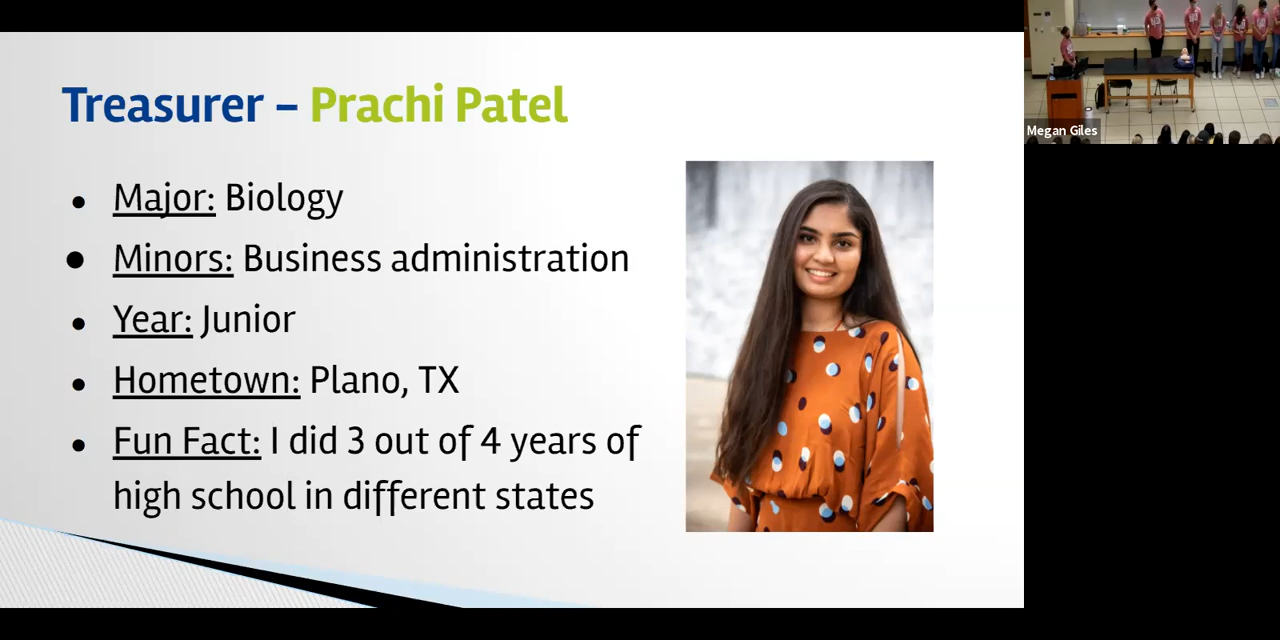 Treasurer – Prachi Patel
Major: Biology
Minors: Business administration
Year: Junior
Hometown: Plano, TX
Fun Fact: I did 3 out of 4 years of
high school in different states
Megan Giles